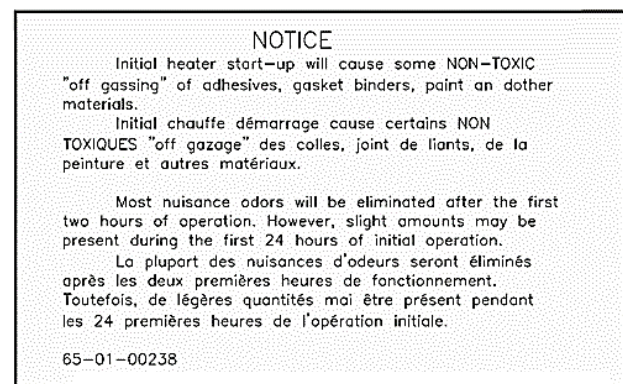 NOTICE
Initial heater start-up will cause some NON-TOXIC
"off gassing" of adhesives, gasket binders, paint an dother
materials.
Initial chauffe démarrage cause certains NON
TOXIQUES "off gazage" des colles, joint de liants, de la
peinture et autres matériaux.
Most nuisance odors will be eliminated after the first
two hours of operation. However, slight amounts may be
present during the first 24 hours of initial operation.
La plupart des nuisances d'odeurs seront éliminés
après les deux premières heures de fonctionnement.
Toutefois, de légères quantités mai être présent pendant
les 24 premières heures de l'opération initiale.
65-01-00238